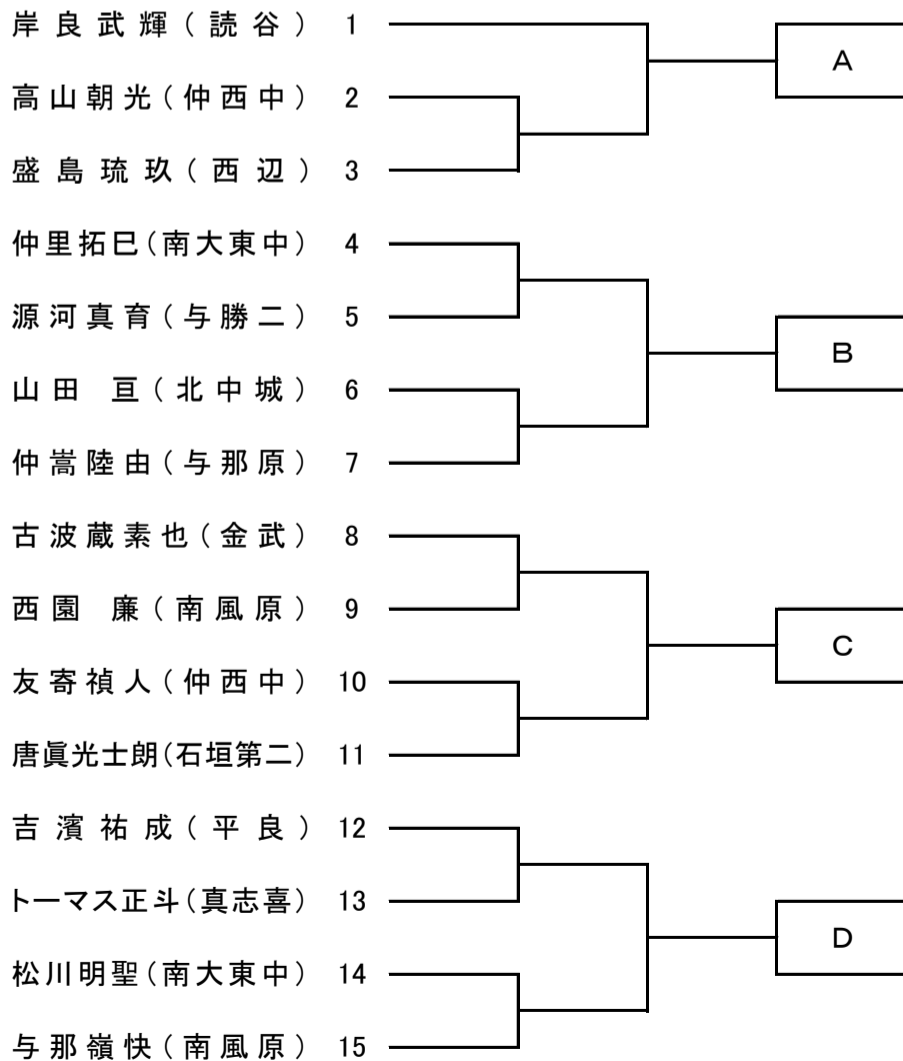 岸良武輝(読谷) 1
A
高山朝光(仲西中) 2
盛島琉玖(西辺) 3
仲里拓巳(南大東中) 4
源河真育(与勝二) 5
B
山田 亘(北中城) 6
仲嵩陸由(与那原) 7
古波蔵素也(金武) 8
西園 廉(南風原) 9
C
友寄禎人(仲西中) 10
唐眞光士朗(石垣第二) 11
吉濱祐成(平良) 12
トーマス正斗(真志喜) 13
D
松川明聖(南大東中) 14
与那嶺快(南風原) 15